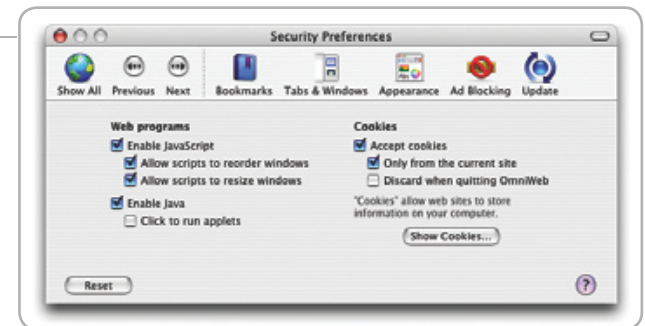 Security Preferences
Show All Previous Next Bookmarks Tabs & Windows Appearance Ad Blocking Update
Web programs
Enable JavaScript
Allow scripts to reorder windows
Allow scripts to resize windows
Enable Java
Click to run applets
Cookies
Accept cookies
Only from the current site
Discard when quitting OmniWeb
"Cookies" allow web sites to store
information on your computer.
Show Cookies...
Reset
?